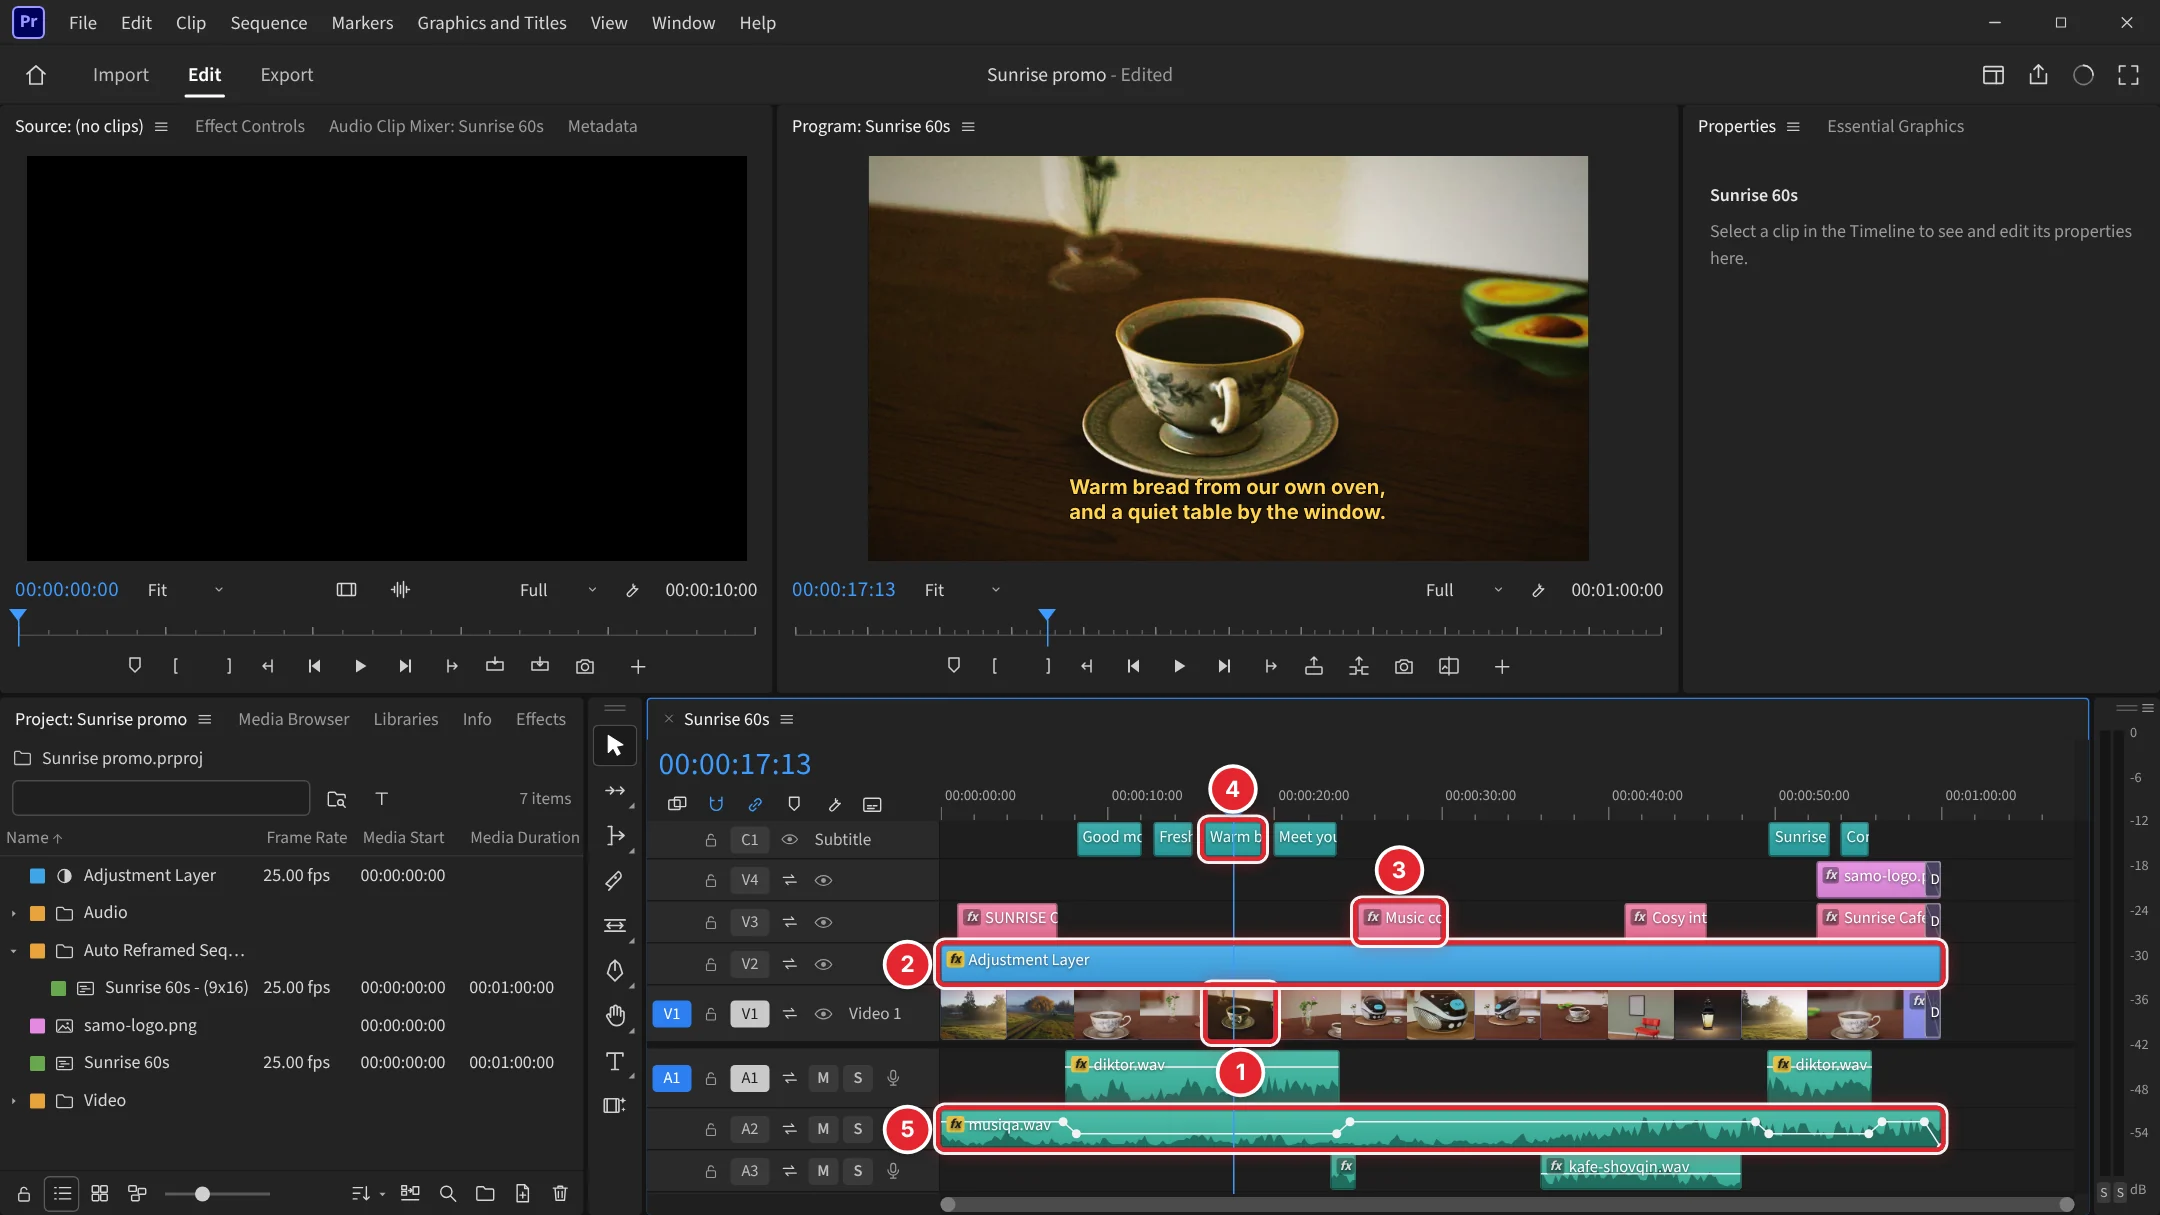 Pr File Edit Clip Sequence Markers Graphics and Titles View Window Help
Import Edit Export
Sunrise promo - Edited
Source: (no clips) Effect Controls Audio Clip Mixer: Sunrise 60s Metadata
Program: Sunrise 60s
Properties Essential Graphics
Sunrise 60s
Select a clip in the Timeline to see and edit its properties
here.
Warm bread from our own oven,
and a quiet table by the window.
00:00:00:00 Fit Full 00:00:10:00
00:00:17:13 Fit Full 00:01:00:00
Project: Sunrise promo Media Browser Libraries Info Effects
Sunrise promo.prproj
7 items
Name Frame Rate Media Start Media Duration
Adjustment Layer 25.00 fps 00:00:00:00
Audio
Auto Reframed Seq...
Sunrise 60s - (9x16) 25.00 fps 00:00:00:00 00:01:00:00
samo-logo.png 00:00:00:00
Sunrise 60s 25.00 fps 00:00:00:00 00:01:00:00
Video
Sunrise 60s
00:00:17:13
00:00:00:00 00:00:10:00 00:00:20:00 00:00:30:00 00:00:40:00 00:00:50:00 00:01:00:00
4
C1 Subtitle Good mo Fresh Warm b Meet you Sunrise Cor
3
V4 fx samo-logo.p D
V3 fx SUNRISE C fx Music co fx Cosy int fx Sunrise Cafe D
V2 2 fx Adjustment Layer
V1 V1 Video 1 fx D
1
A1 A1 M S fx diktor.wav fx diktor.wav
A2 M S 5 fx musiqa.wav
A3 M S fx fx kafe-shovqin.wav
0
-6
-12
-18
-24
-30
-36
-42
-48
-54
S S dB